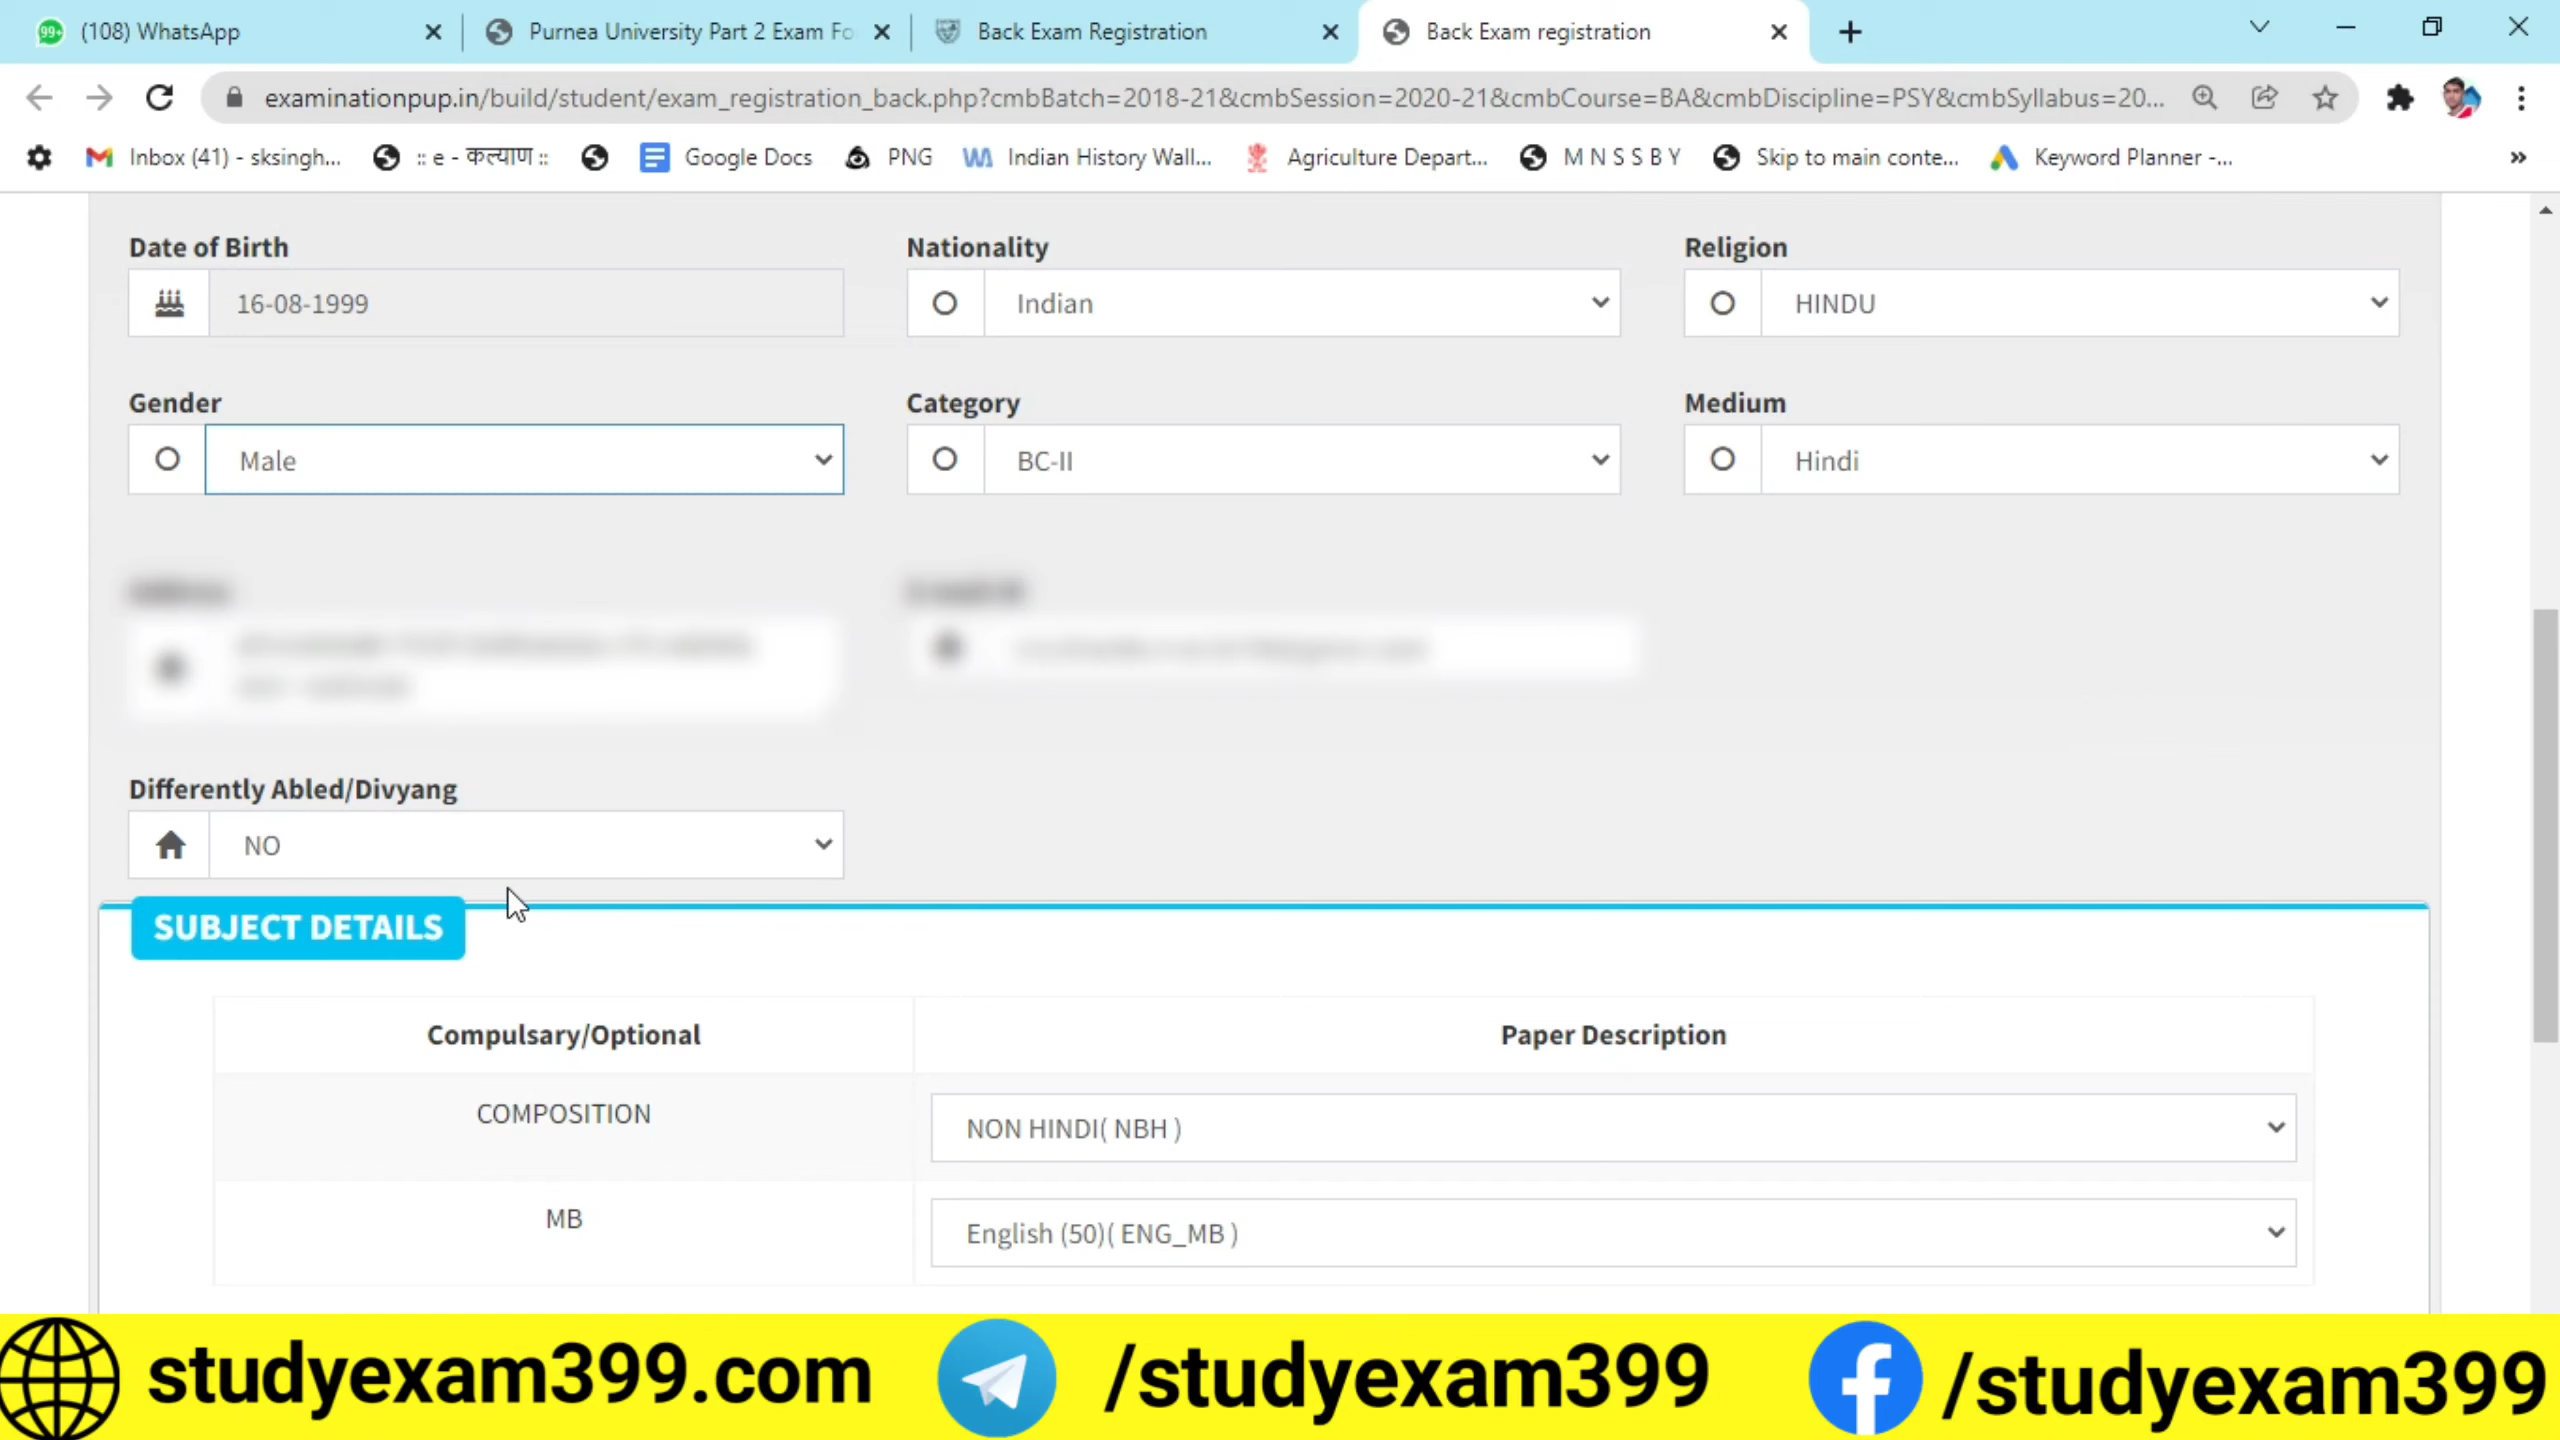 99+ (108) WhatsApp
Purnea University Part 2 Exam Fo
Back Exam Registration
Back Exam registration
examinationpup.in/build/student/exam_registration_back.php?cmbBatch=2018-21&cmbSession=2020-21&cmbCourse=BA&cmbDiscipline=PSY&cmbSyllabus=20...
Inbox (41) - sksingh...
:: e - कल्याण ::
Google Docs
PNG
Indian History Wall...
Agriculture Depart...
M N S S B Y
Skip to main conte...
Keyword Planner -...
Date of Birth
Nationality
Religion
16-08-1999
Indian
HINDU
Gender
Category
Medium
Male
BC-II
Hindi
Differently Abled/Divyang
NO
SUBJECT DETAILS
Compulsary/Optional
Paper Description
COMPOSITION
NON HINDI( NBH )
MB
English (50)( ENG_MB )
studyexam399.com
/studyexam399
/studyexam399